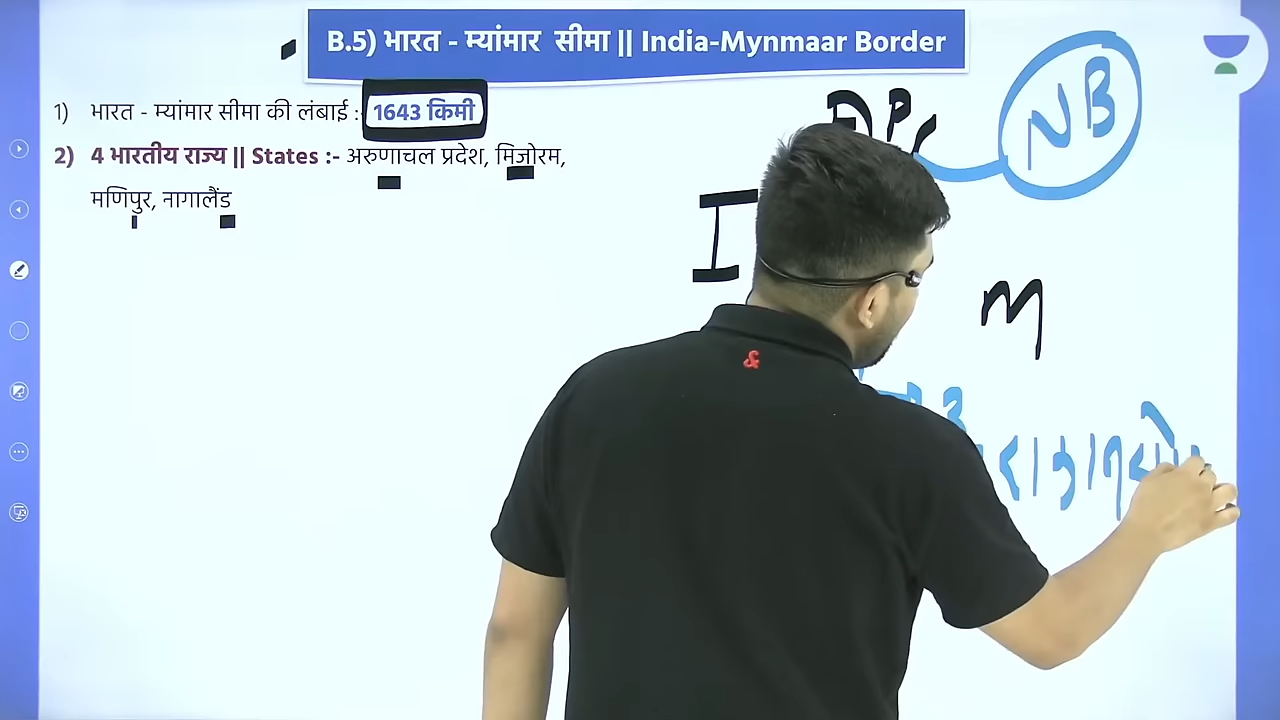 B.5) भारत - म्यांमार सीमा || India-Mynmaar Border
1) भारत - म्यांमार सीमा की लंबाई :- 1643 किमी
2) 4 भारतीय राज्य || States :- अरुणाचल प्रदेश, मिजोरम,
मणिपुर, नागालैंड
NB
I
M